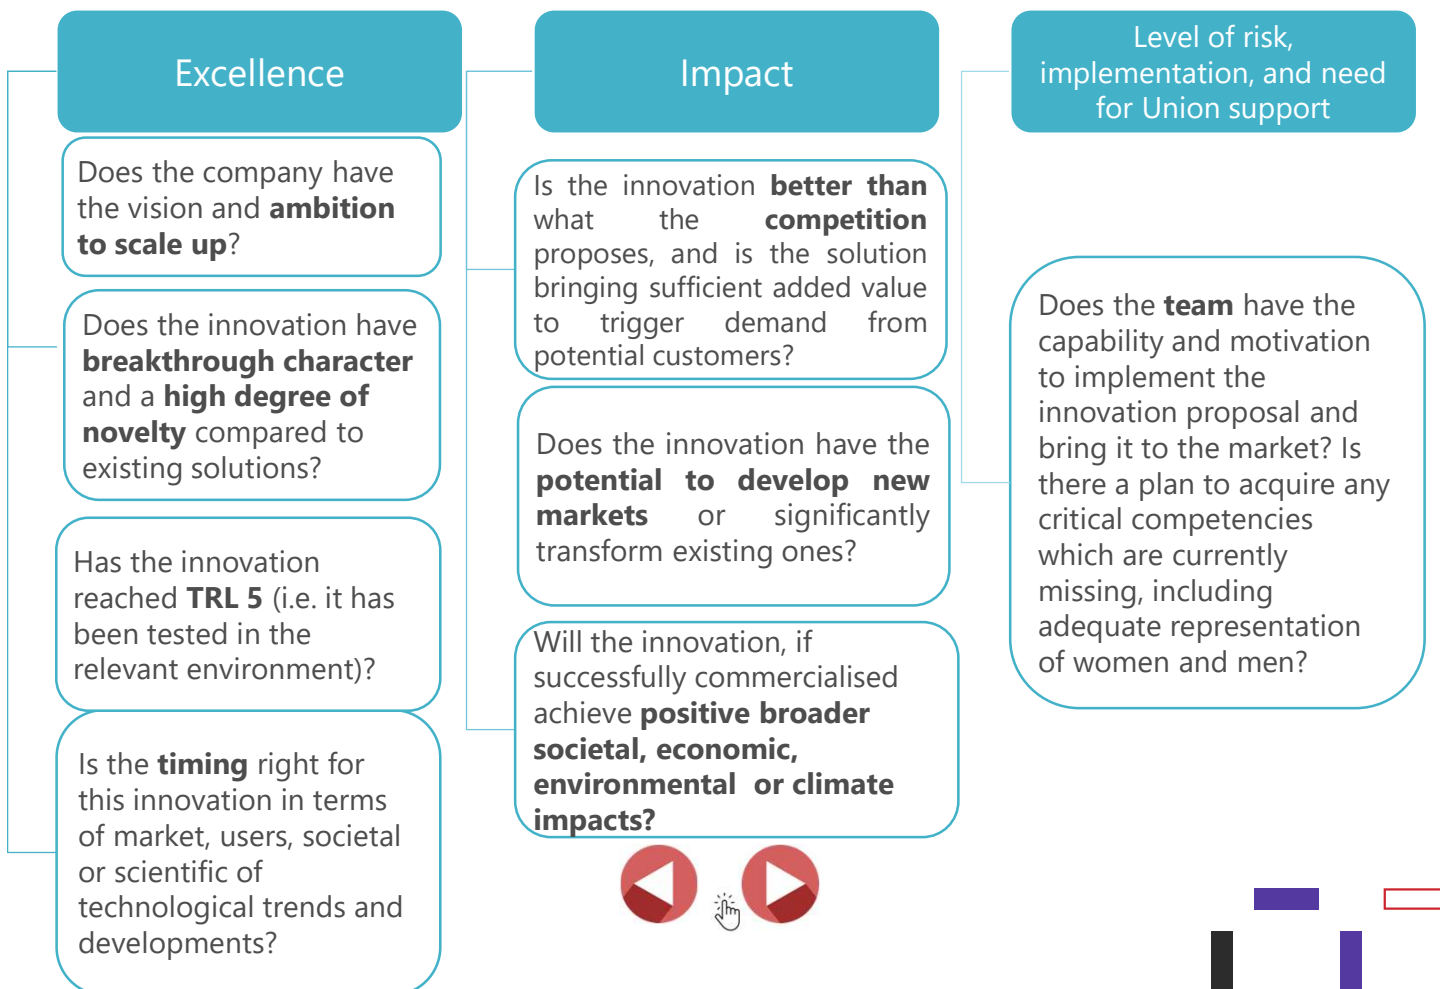 Excellence
Does the company have
the vision and ambition
to scale up?
Does the innovation have
breakthrough character
and a high degree of
novelty compared to
existing solutions?
Has the innovation
reached TRL 5 (i.e. it has
been tested in the
relevant environment)?
Is the timing right for
this innovation in terms
of market, users, societal
or scientific of
technological trends and
developments?
Impact
Is the innovation better than
what the competition
proposes, and is the solution
bringing sufficient added value
to trigger demand from
potential customers?
Does the innovation have the
potential to develop new
markets or significantly
transform existing ones?
Will the innovation, if
successfully commercialised
achieve positive broader
societal, economic,
environmental or climate
impacts?
Level of risk,
implementation, and need
for Union support
Does the team have the
capability and motivation
to implement the
innovation proposal and
bring it to the market? Is
there a plan to acquire any
critical competencies
which are currently
missing, including
adequate representation
of women and men?